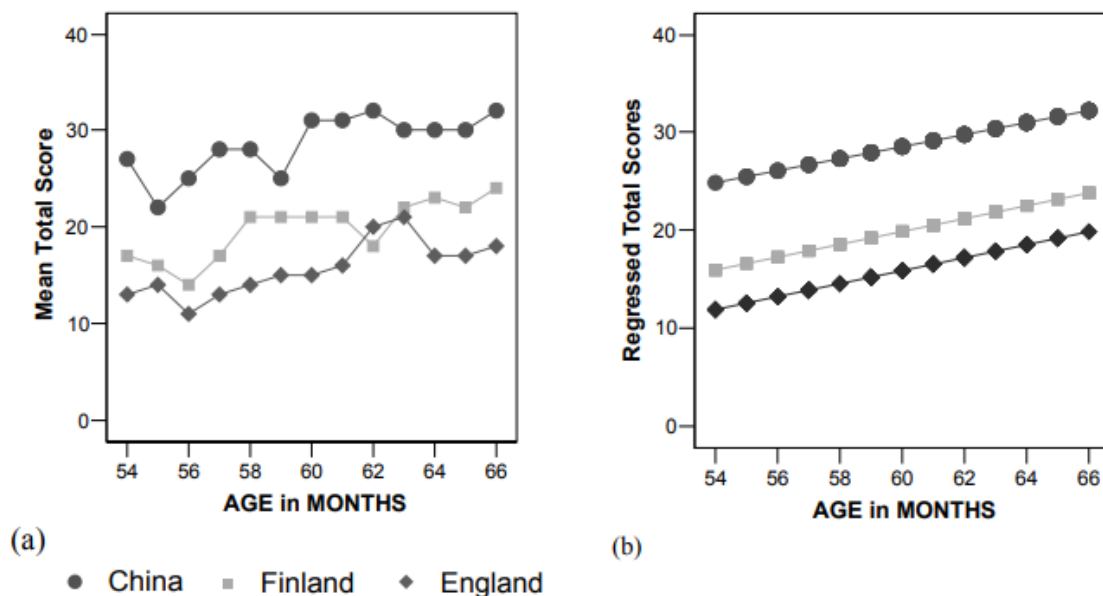 40
30
20
10
0
Mean Total Score
54 56 58 60 62 64 66
AGE in MONTHS
(a)
40
30
20
10
0
Regressed Total Scores
54 56 58 60 62 64 66
AGE in MONTHS
(b)
China Finland England